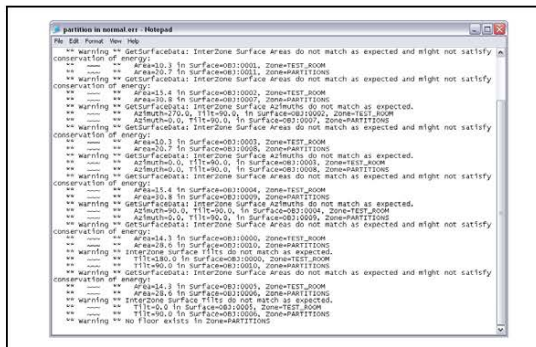 partition in normal.err - Notepad
File Edit Format View Help
** Warning ** GetSurfaceData: InterZone Surface Areas do not match as expected and might not satisfy
conservation of energy:
** ~~~ ** Area=10.3 in Surface=OBJ:0001, Zone=TEST_ROOM
** ~~~ ** Area=20.7 in Surface=OBJ:0011, Zone=PARTITIONS
** Warning ** GetSurfaceData: InterZone Surface Areas do not match as expected and might not satisfy
conservation of energy:
** ~~~ ** Area=15.4 in Surface=OBJ:0002, Zone=TEST_ROOM
** ~~~ ** Area=30.8 in Surface=OBJ:0007, Zone=PARTITIONS
** Warning ** GetSurfaceData: InterZone Surface Azimuths do not match as expected.
** ~~~ ** Azimuth=270.0, Tilt=90.0, in Surface=OBJ:0002, Zone=TEST_ROOM
** ~~~ ** Azimuth=0.0, Tilt=90.0, in Surface=OBJ:0007, Zone=PARTITIONS
** Warning ** GetSurfaceData: InterZone Surface Areas do not match as expected and might not satisfy
conservation of energy:
** ~~~ ** Area=10.3 in Surface=OBJ:0003, Zone=TEST_ROOM
** ~~~ ** Area=20.7 in Surface=OBJ:0008, Zone=PARTITIONS
** Warning ** GetSurfaceData: InterZone Surface Azimuths do not match as expected.
** ~~~ ** Azimuth=0.0, Tilt=90.0, in Surface=OBJ:0003, Zone=TEST_ROOM
** ~~~ ** Azimuth=0.0, Tilt=90.0, in Surface=OBJ:0008, Zone=PARTITIONS
** Warning ** GetSurfaceData: InterZone Surface Areas do not match as expected and might not satisfy
conservation of energy:
** ~~~ ** Area=15.4 in Surface=OBJ:0004, Zone=TEST_ROOM
** ~~~ ** Area=30.8 in Surface=OBJ:0009, Zone=PARTITIONS
** Warning ** GetSurfaceData: InterZone Surface Azimuths do not match as expected.
** ~~~ ** Azimuth=90.0, Tilt=90.0, in Surface=OBJ:0004, Zone=TEST_ROOM
** ~~~ ** Azimuth=0.0, Tilt=90.0, in Surface=OBJ:0009, Zone=PARTITIONS
** Warning ** GetSurfaceData: InterZone Surface Areas do not match as expected and might not satisfy
conservation of energy:
** ~~~ ** Area=14.3 in Surface=OBJ:0000, Zone=TEST_ROOM
** ~~~ ** Area=28.6 in Surface=OBJ:0010, Zone=PARTITIONS
** Warning ** InterZone Surface Tilts do not match as expected.
** ~~~ ** Tilt=180.0 in Surface=OBJ:0000, Zone=TEST_ROOM
** ~~~ ** Tilt=90.0 in Surface=OBJ:0010, Zone=PARTITIONS
** Warning ** GetSurfaceData: InterZone Surface Areas do not match as expected and might not satisfy
conservation of energy:
** ~~~ ** Area=14.3 in Surface=OBJ:0005, Zone=TEST_ROOM
** ~~~ ** Area=28.6 in Surface=OBJ:0006, Zone=PARTITIONS
** Warning ** InterZone Surface Tilts do not match as expected.
** ~~~ ** Tilt=0.0 in Surface=OBJ:0005, Zone=TEST_ROOM
** ~~~ ** Tilt=90.0 in Surface=OBJ:0006, Zone=PARTITIONS
** Warning ** No floor exists in Zone=PARTITIONS